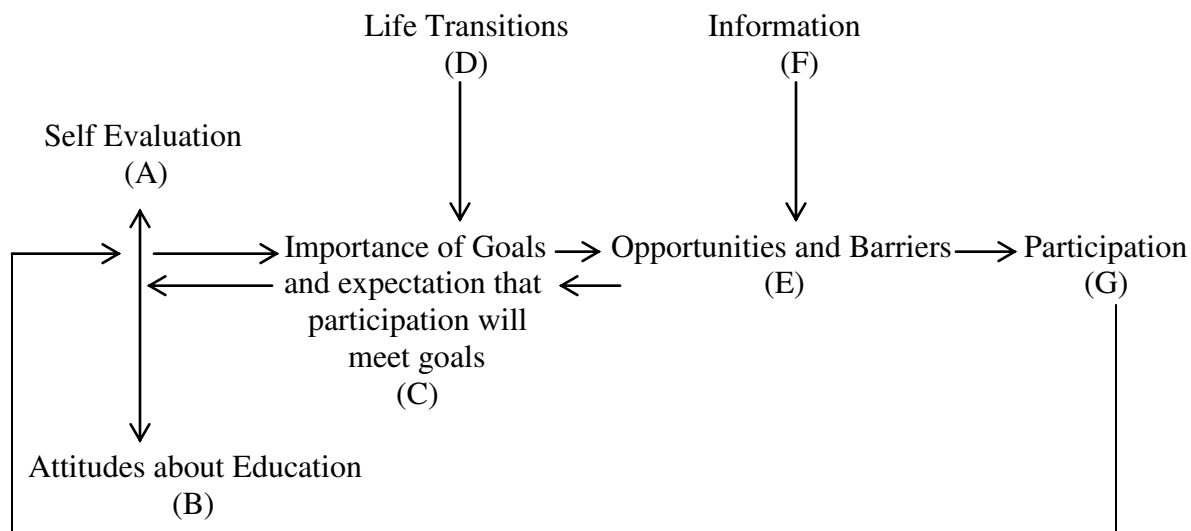 Life Transitions
(D)
Information
(F)
Self Evaluation
(A)
Importance of Goals
and expectation that
participation will
meet goals
(C)
Opportunities and Barriers
(E)
Participation
(G)
Attitudes about Education
(B)